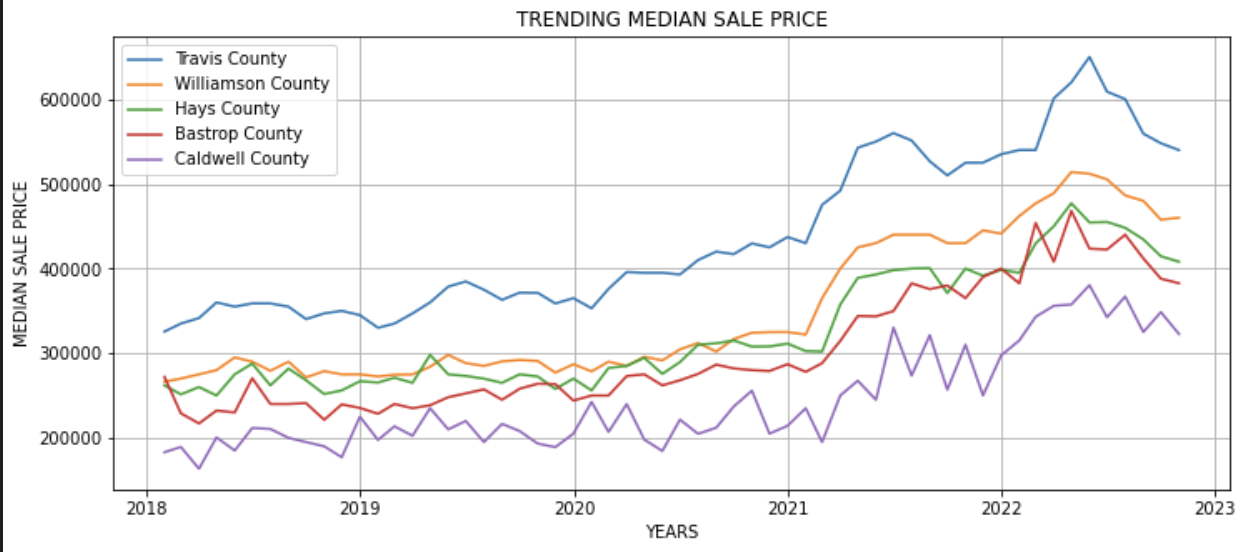 TRENDING MEDIAN SALE PRICE
Travis County
Williamson County
Hays County
Bastrop County
Caldwell County
600000
500000
400000
300000
200000
MEDIAN SALE PRICE
2018 2019 2020 2021 2022 2023
YEARS